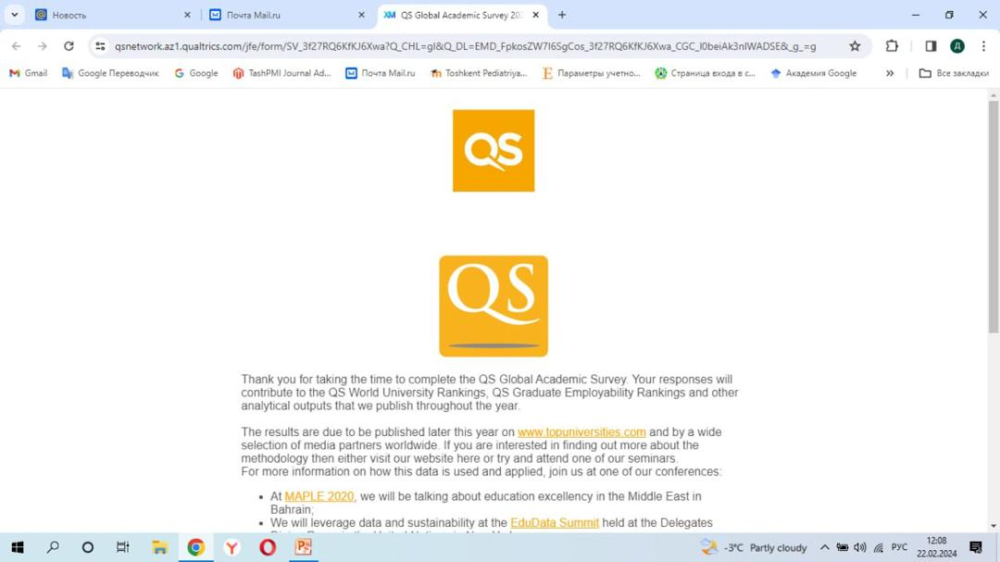 Новость
Почта Mail.ru
QS Global Academic Survey 202
qsnetwork.az1.qualtrics.com/jfe/form/SV_3f27RQ6KfKJ6Xwa?Q_CHL=gl&Q_DL=EMD_FpkosZW7I6SgCos_3f27RQ6KfKJ6Xwa_CGC_I0beiAk3nIWADSE&_g_=g
Д
Gmail
Google Переводчик
Google
TashPMI Journal Ad...
Почта Mail.ru
Toshkent Pediatriya...
Параметры учетно...
Страница входа в с...
Академия Google
Все закладки
QS
QS
Thank you for taking the time to complete the QS Global Academic Survey. Your responses will
contribute to the QS World University Rankings, QS Graduate Employability Rankings and other
analytical outputs that we publish throughout the year.
The results are due to be published later this year on www.topuniversities.com and by a wide
selection of media partners worldwide. If you are interested in finding out more about the
methodology then either visit our website here or try and attend one of our seminars.
For more information on how this data is used and applied, join us at one of our conferences:
• At MAPLE 2020, we will be talking about education excellency in the Middle East in
Bahrain;
• We will leverage data and sustainability at the EduData Summit held at the Delegates
-3°C Partly cloudy
РУС
12:08
22.02.2024